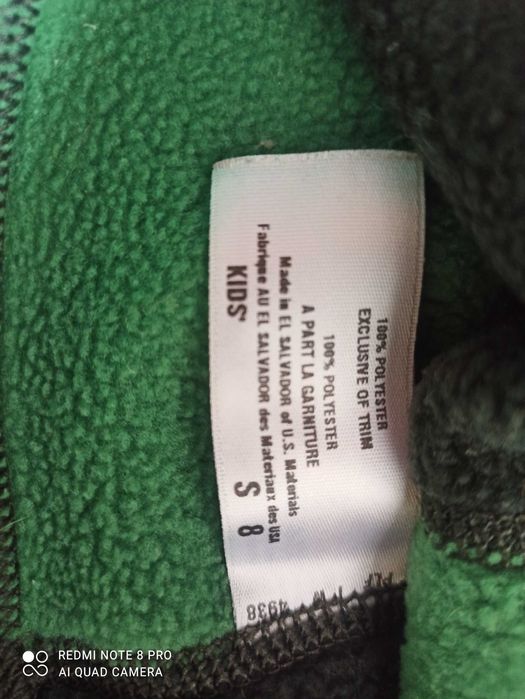 100% POLYESTER
EXCLUSIVE OF TRIM
100% POLYESTER
A PART LA GARNITURE
Made in EL SALVADOR of U.S. Materials
Fabrique AU EL SALVADOR des Materiaux des USA
KIDS' S 8
4938
REDMI NOTE 8 PRO
AI QUAD CAMERA